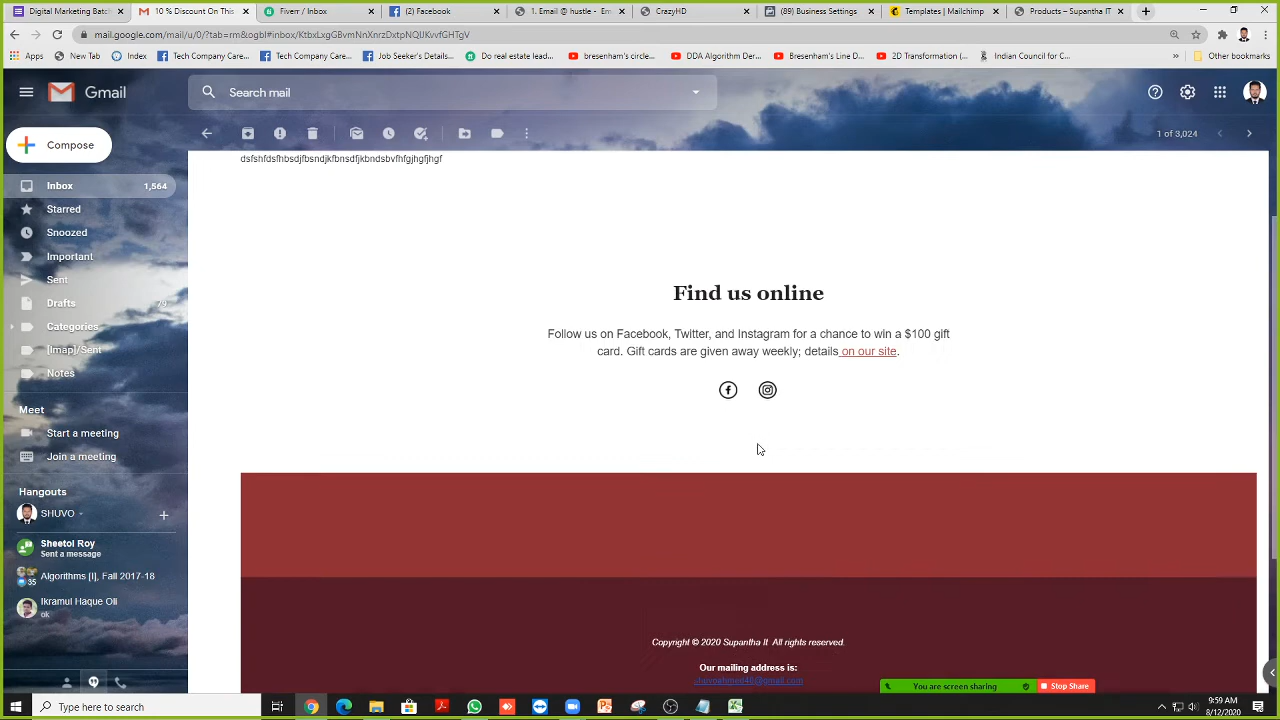 Digital Marketing Batc
10 % Discount On T
Fiverr / Inbox
(2) Facebook
1. Email @ hustle - Em
CrazyHD
(89) Business Settings
Templates | Mailchimp
Products – Supantha IT
mail.google.com/mail/u/0/?tab=rm&ogbl#inbox/KtbxLxgGBvmNnXnrzDxtpNQUKvvfGHTgV
Apps
Yt BD
Index
Tech Company Care...
Tech Company Care...
Job Seeker's Detail...
Do real estate lead...
bresenham's circle...
DDA Algorithm Der...
Bresenham's Line D...
2D Transformation (...
Indian Council for C...
Other bookmarks
Gmail
Search mail
Compose
1 of 3,024
Inbox 1,564
Starred
Snoozed
Important
Sent
Drafts 29
Categories
[Imap]/Sent
Notes
Meet
Start a meeting
Join a meeting
Hangouts
SHUVO
Sheetol Roy
Sent a message
35
Algorithms [I], Fall 2017-18
Ikramul Haque Oli
ok
Find us online
Follow us on Facebook, Twitter, and Instagram for a chance to win a $100 gift
card. Gift cards are given away weekly; details on our site.
Copyright © 2020 Supantha It. All rights reserved.
Our mailing address is:
You are screen sharing
Stop Share
Type here to search
9:59 AM
8/12/2020